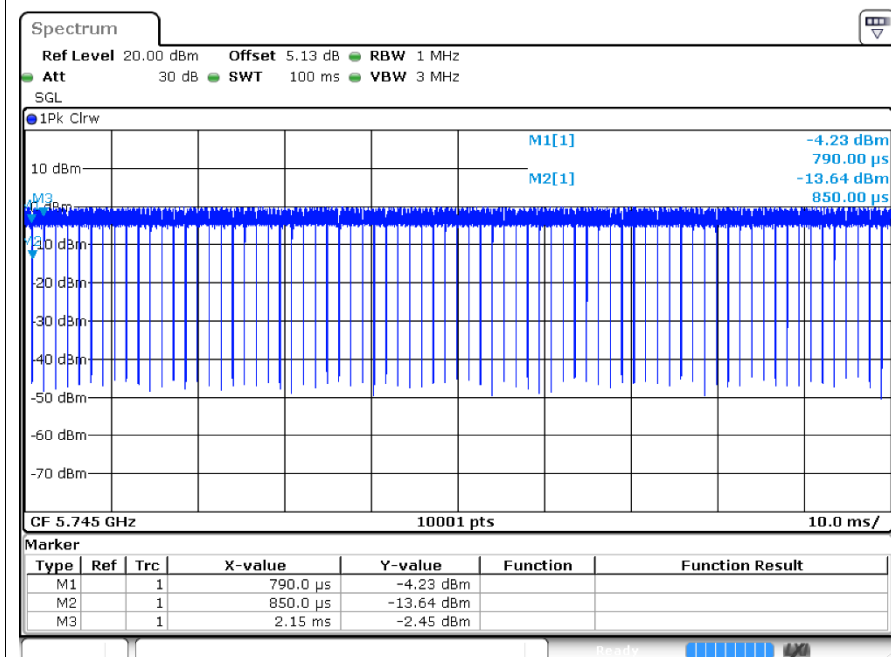 Spectrum
Ref Level 20.00 dBm Offset 5.13 dB RBW 1 MHz
Att 30 dB SWT 100 ms VBW 3 MHz
SGL
1Pk Clrw
M1[1] -4.23 dBm
790.00 µs
10 dBm
M2[1] -13.64 dBm
850.00 µs
M3
-10 dBm
-20 dBm
-30 dBm
-40 dBm
-50 dBm
-60 dBm
-70 dBm
CF 5.745 GHz 10001 pts 10.0 ms/
Marker
Type Ref Trc X-value Y-value Function Function Result
M1 1 790.0 µs -4.23 dBm
M2 1 850.0 µs -13.64 dBm
M3 1 2.15 ms -2.45 dBm
Ready